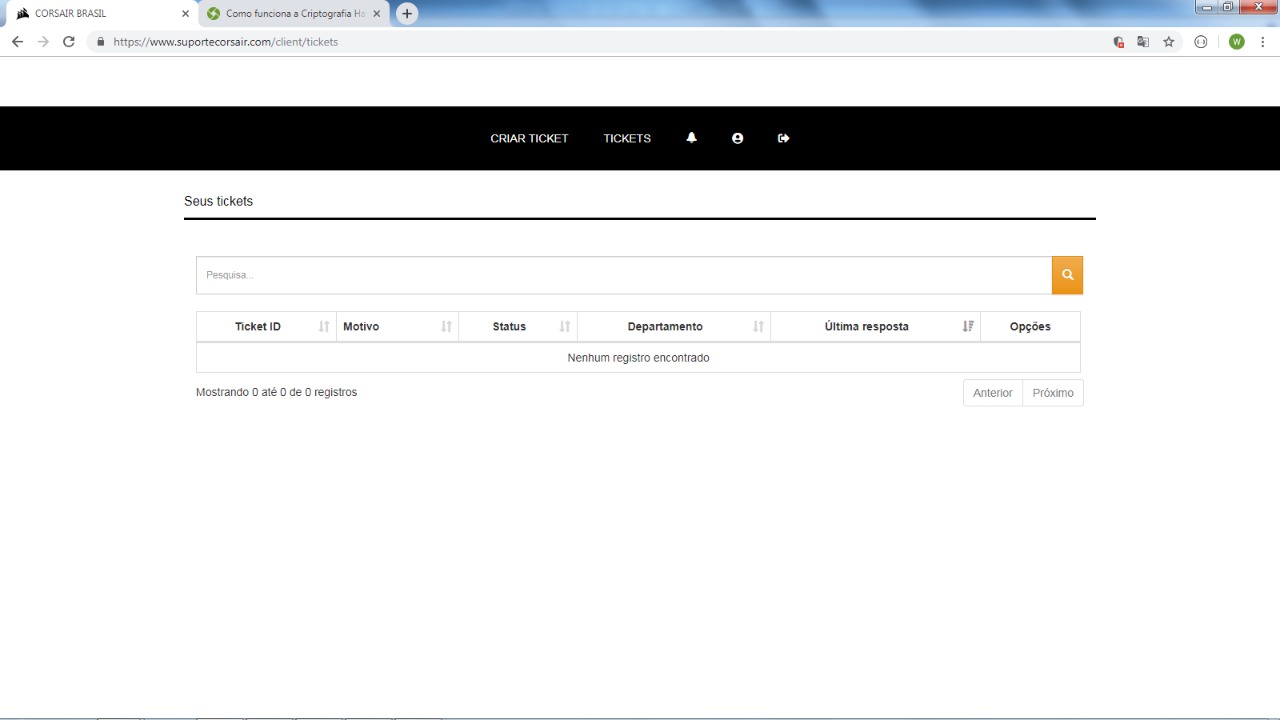 CORSAIR BRASIL
Como funciona a Criptografia Ha
https://www.suportecorsair.com/client/tickets
W
CRIAR TICKET TICKETS
Seus tickets
Pesquisa...
Ticket ID Motivo Status Departamento Última resposta Opções
Nenhum registro encontrado
Mostrando 0 até 0 de 0 registros Anterior Próximo